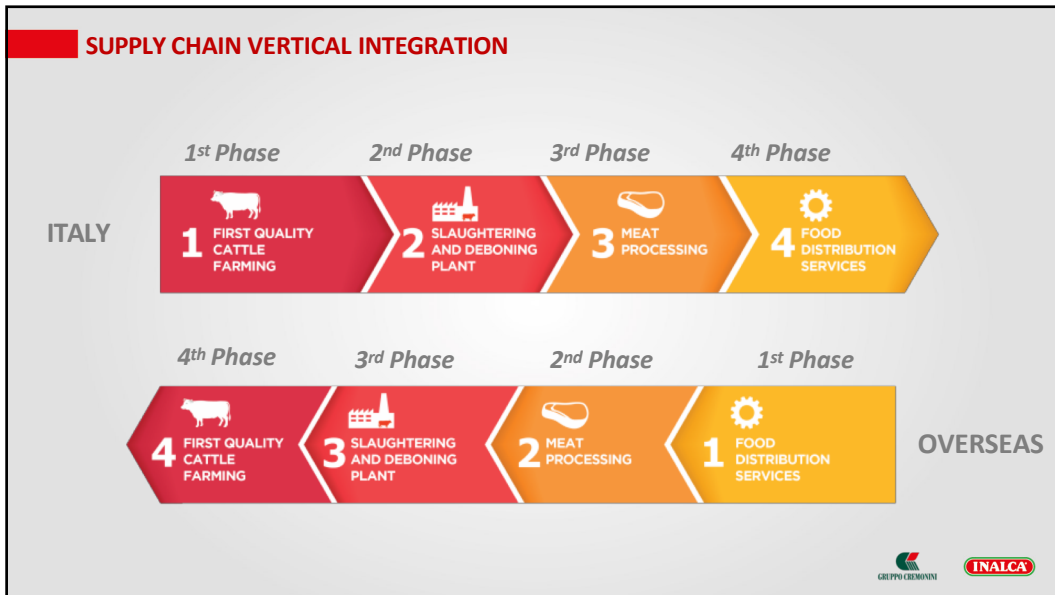 SUPPLY CHAIN VERTICAL INTEGRATION
1st Phase 2nd Phase 3rd Phase 4th Phase
ITALY
1 FIRST QUALITY
CATTLE
FARMING
2 SLAUGHTERING
AND DEBONING
PLANT
3 MEAT
PROCESSING
4 FOOD
DISTRIBUTION
SERVICES
4th Phase 3rd Phase 2nd Phase 1st Phase
4 FIRST QUALITY
CATTLE
FARMING
3 SLAUGHTERING
AND DEBONING
PLANT
2 MEAT
PROCESSING
1 FOOD
DISTRIBUTION
SERVICES
OVERSEAS
GRUPPO CREMONINI
INALCA